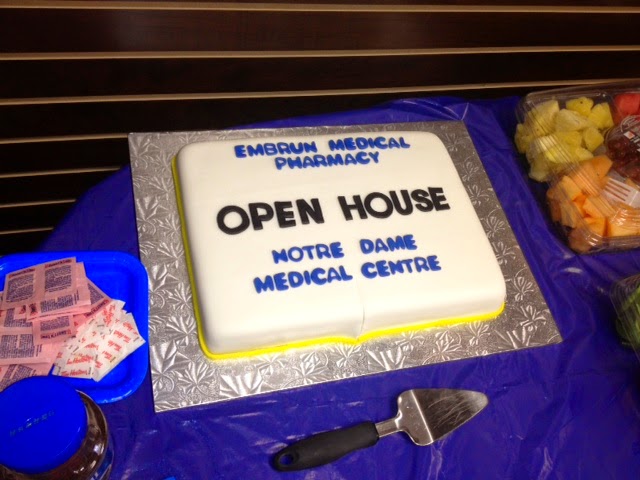 EMBRUN MEDICAL
PHARMACY
OPEN HOUSE
NOTRE DAME
MEDICAL CENTRE